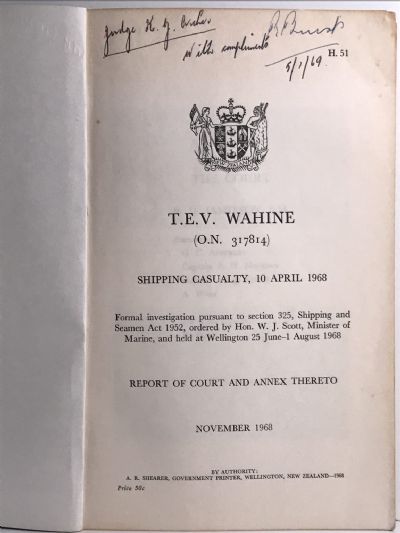 Judge K. G. Archer
With compliments
5/1/69
H. 51
NEW ZEALAND
T.E.V. WAHINE
(O.N. 317814)
SHIPPING CASUALTY, 10 APRIL 1968
Formal investigation pursuant to section 325, Shipping and
Seamen Act 1952, ordered by Hon. W. J. Scott, Minister of
Marine, and held at Wellington 25 June–1 August 1968
REPORT OF COURT AND ANNEX THERETO
NOVEMBER 1968
BY AUTHORITY:
A. R. SHEARER, GOVERNMENT PRINTER, WELLINGTON, NEW ZEALAND—1968
Price 50c